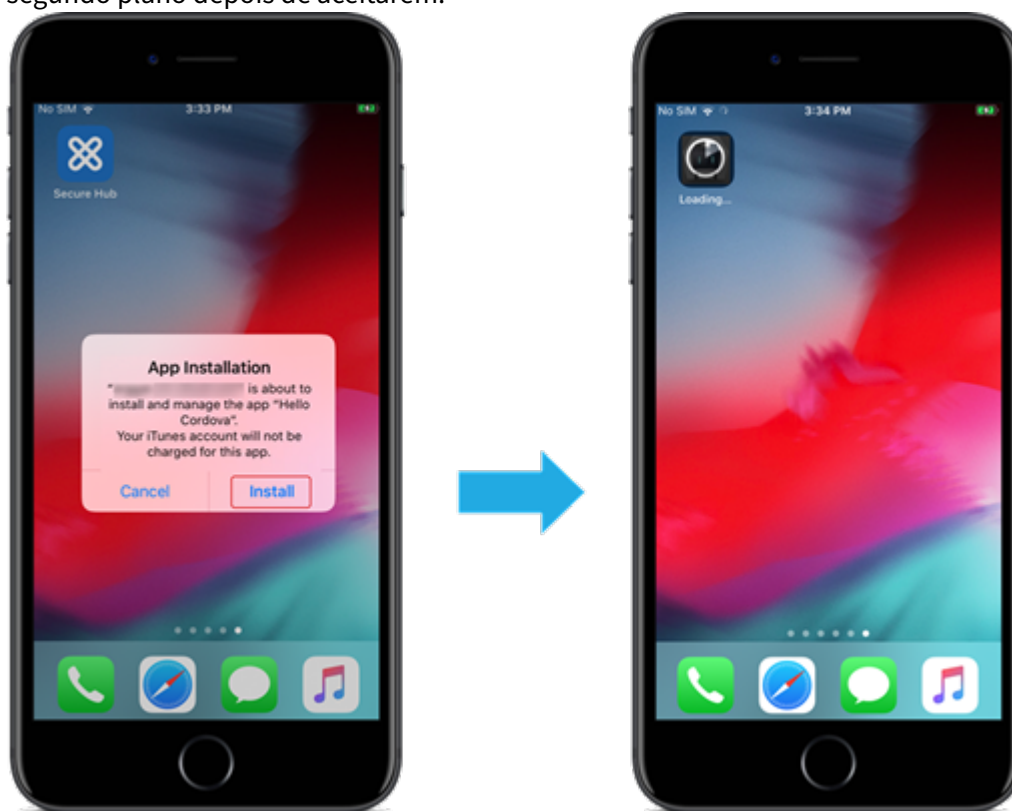 segundo plano depois de aceitarem.
No SIM 3:33 PM
Secure Hub
App Installation
" is about to
install and manage the app "Hello
Cordova".
Your iTunes account will not be
charged for this app.
Cancel Install
No SIM 3:34 PM
Loading...